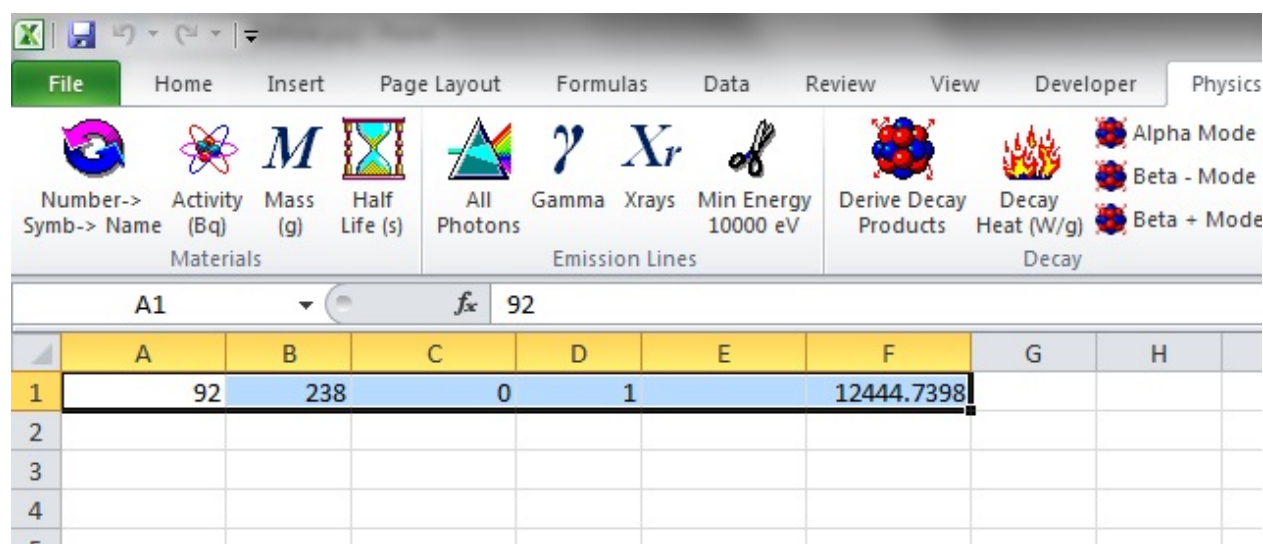 File Home Insert Page Layout Formulas Data Review View Developer Physics
M γ Xr
Number-> Symb-> Name
Activity (Bq)
Mass (g)
Half Life (s)
All Photons
Gamma
Xrays
Min Energy 10000 eV
Derive Decay Products
Decay Heat (W/g)
Alpha Mode
Beta - Mode
Beta + Mode
Materials Emission Lines Decay
A1 fx 92
A B C D E F G H
1 92 238 0 1 12444.7398
2
3
4